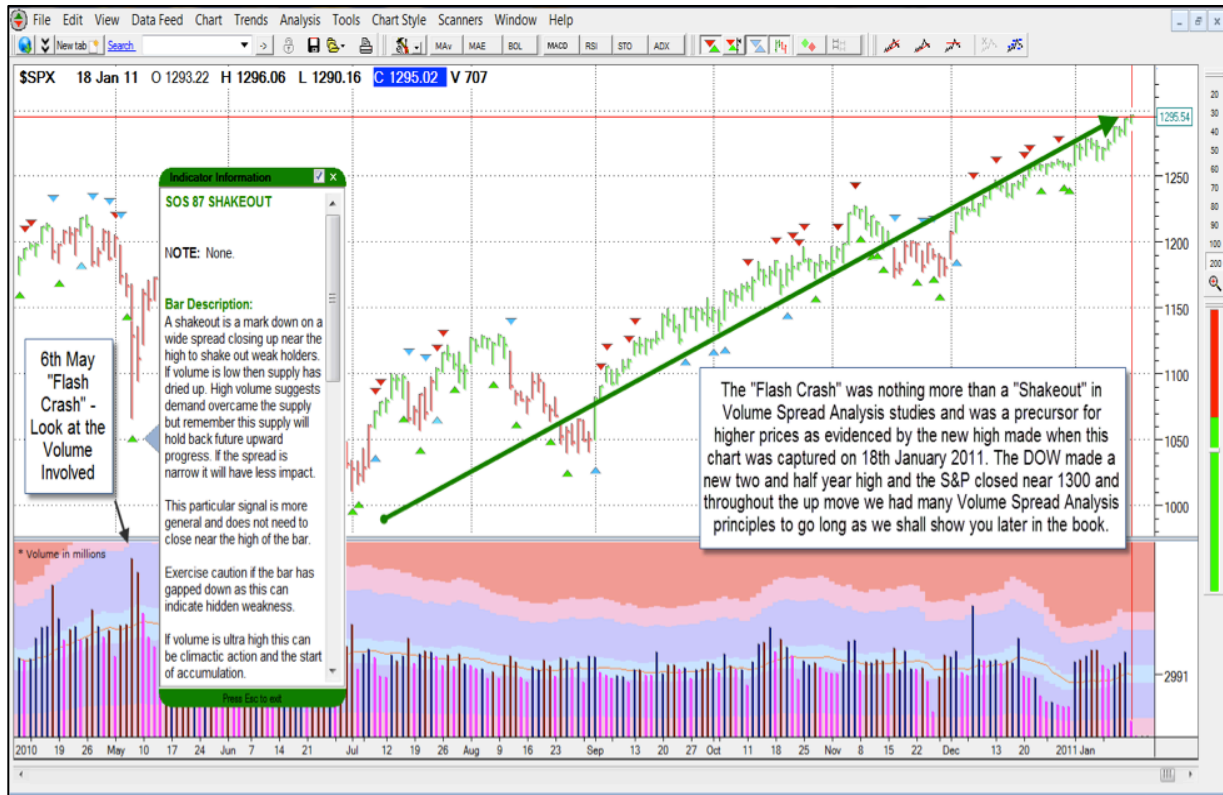 File Edit View Data Feed Chart Trends Analysis Tools Chart Style Scanners Window Help
New tab Search MAv MAE BOL MACD RSI STO ADX
$SPX 18 Jan 11 O 1293.22 H 1296.06 L 1290.16 C 1295.02 V 707
1295.54
1250
1200
1150
1100
1050
1000
20
30
40
50
60
70
80
90
100
200
Indicator Information
SOS 87 SHAKEOUT
NOTE: None.
Bar Description:
A shakeout is a mark down on a
wide spread closing up near the
high to shake out weak holders.
If volume is low then supply has
dried up. High volume suggests
demand overcame the supply
but remember this supply will
hold back future upward
progress. If the spread is
narrow it will have less impact.
This particular signal is more
general and does not need to
close near the high of the bar.
Exercise caution if the bar has
gapped down as this can
indicate hidden weakness.
If volume is ultra high this can
be climactic action and the start
of accumulation.
Press Esc to exit
6th May
"Flash
Crash" -
Look at the
Volume
Involved
The "Flash Crash" was nothing more than a "Shakeout" in
Volume Spread Analysis studies and was a precursor for
higher prices as evidenced by the new high made when this
chart was captured on 18th January 2011. The DOW made a
new two and half year high and the S&P closed near 1300 and
throughout the up move we had many Volume Spread Analysis
principles to go long as we shall show you later in the book.
* Volume in millions
2991
2010 19 26 May 10 17 24 Jun 7 14 21 Jul 12 19 26 Aug 9 16 23 Sep 13 20 27 Oct 11 18 25 Nov 8 15 22 Dec 13 20 2011 Jan